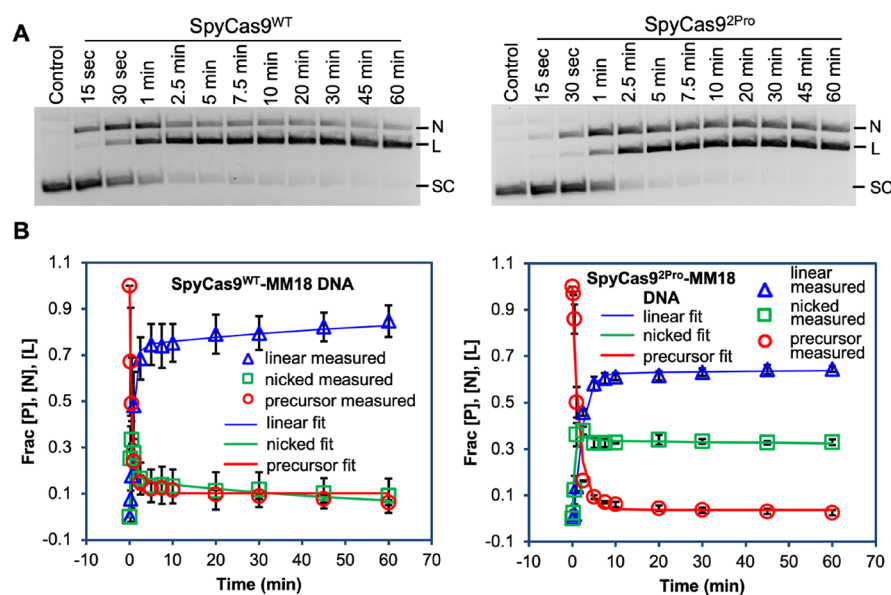 A
SpyCas9WT
SpyCas92Pro
Control
15 sec
30 sec
1 min
2.5 min
5 min
7.5 min
10 min
20 min
30 min
45 min
60 min
Control
15 sec
30 sec
1 min
2.5 min
5 min
7.5 min
10 min
20 min
30 min
45 min
60 min
N
L
SC
N
L
SC
B
Frac [P], [N], [L]
1.1
0.9
0.7
0.5
0.3
0.1
-0.1
SpyCas9WT-MM18 DNA
linear measured
nicked measured
precursor measured
linear fit
nicked fit
precursor fit
-10 0 10 20 30 40 50 60 70
Time (min)
Frac [P], [N], [L]
1.1
0.9
0.7
0.5
0.3
0.1
-0.1
SpyCas92Pro-MM18
DNA
linear fit
nicked fit
precursor fit
linear
measured
nicked
measured
precursor
measured
-10 0 10 20 30 40 50 60 70
Time (min)